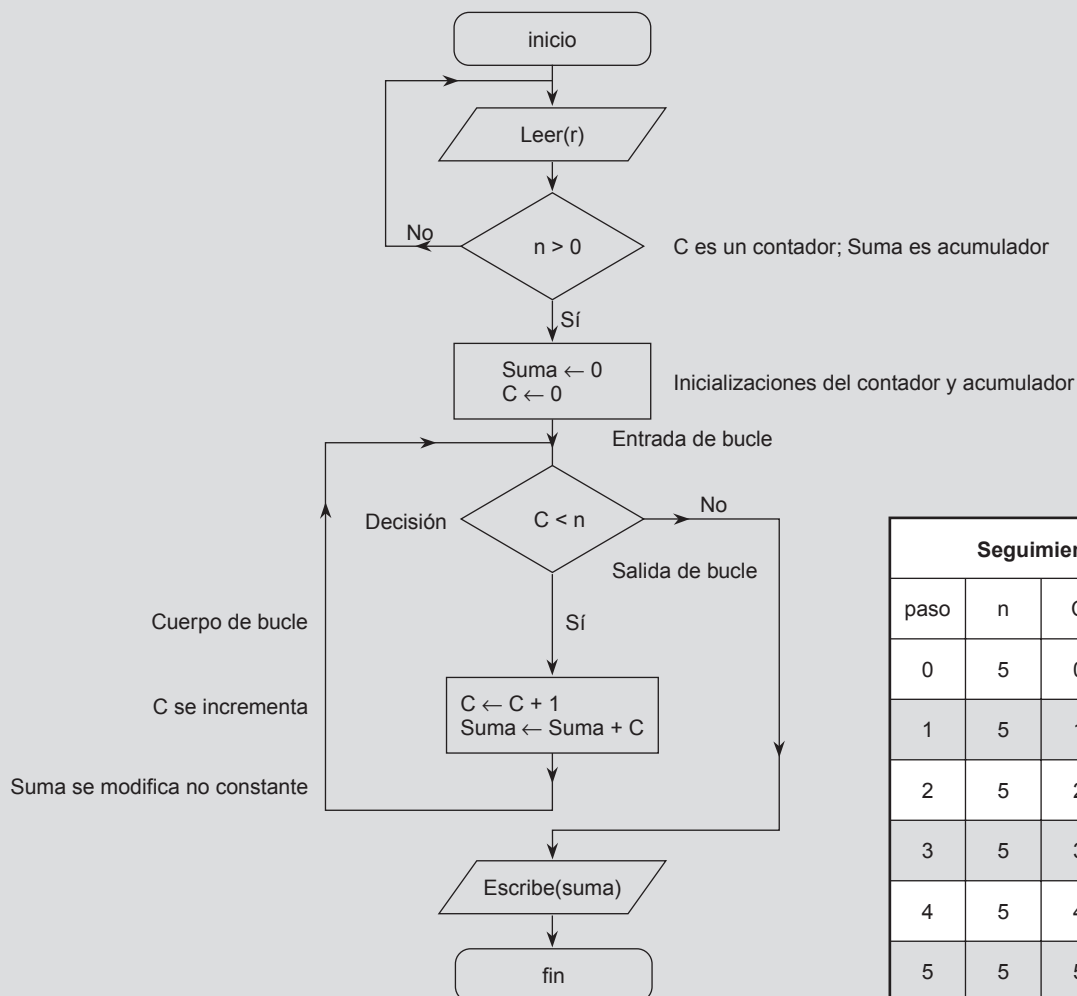 inicio
Leer(r)
No
n > 0
C es un contador; Suma es acumulador
Sí
Suma ← 0
C ← 0
Inicializaciones del contador y acumulador
Entrada de bucle
Decisión
C < n
No
Salida de bucle
Cuerpo de bucle
Sí
C se incrementa
C ← C + 1
Suma ← Suma + C
Suma se modifica no constante
Escribe(suma)
fin
paso n
0 5
1 5
2 5
3 5
4 5
5 5